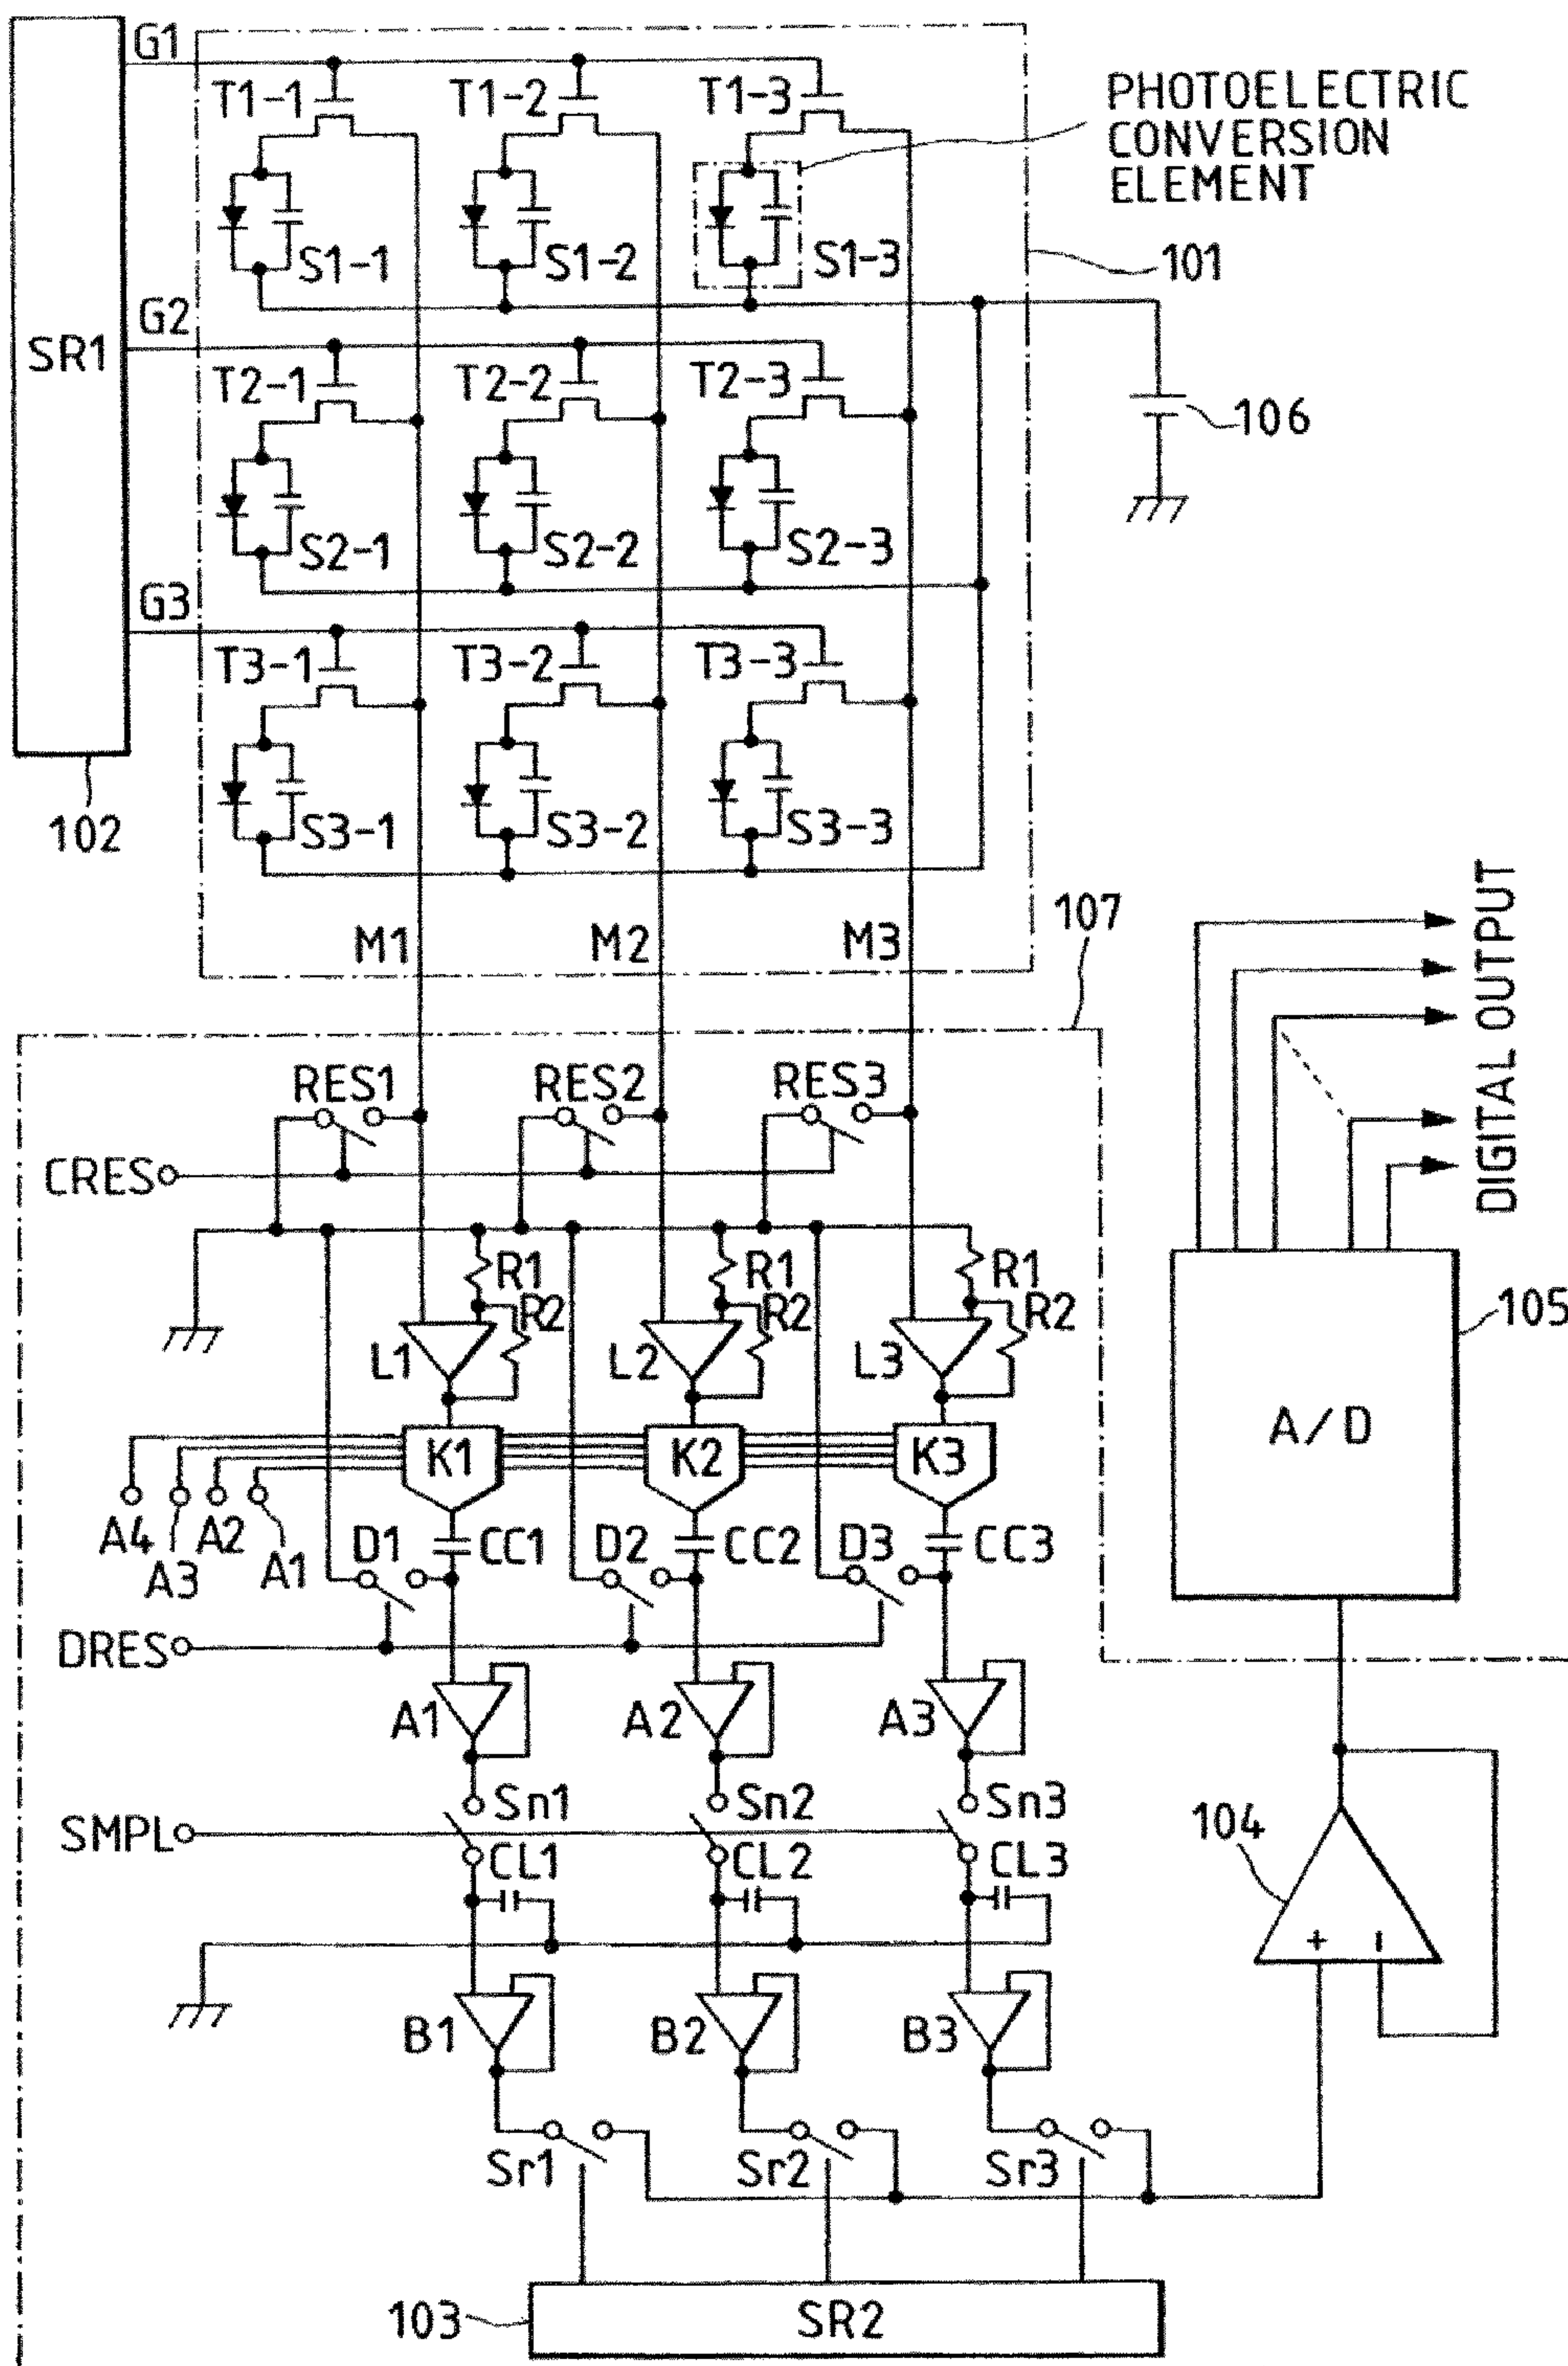 G1
T1-1
T1-2
T1-3
PHOTOELECTRIC
CONVERSION
ELEMENT
S1-1
S1-2
S1-3
101
G2
SR1
T2-1
T2-2
T2-3
106
S2-1
S2-2
S2-3
G3
T3-1
T3-2
T3-3
102
S3-1
S3-2
S3-3
M1
M2
M3
107
DIGITAL OUTPUT
RES1
RES2
RES3
CRES
R1
R1
R1
R2
R2
R2
105
L1
L2
L3
A/D
K1
K2
K3
A4
A3
A2
A1
D1
CC1
D2
CC2
D3
CC3
DRES
A1
A2
A3
Sn1
Sn2
Sn3
SMPL
CL1
CL2
CL3
104
+
-
B1
B2
B3
Sr1
Sr2
Sr3
103
SR2